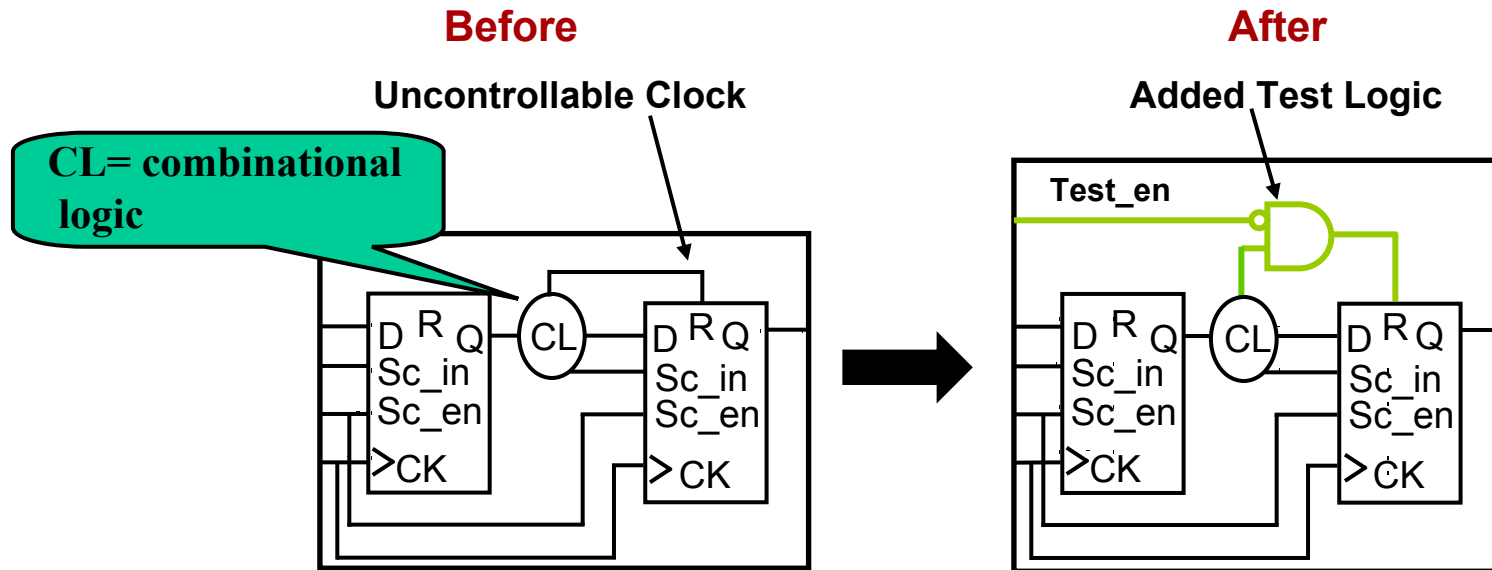 Before
After
Uncontrollable Clock
Added Test Logic
CL= combinational
logic
Test_en
D R Q
Sc_in
Sc_en
CK
CL
D R Q
Sc_in
Sc_en
CK
D R Q
Sc_in
Sc_en
CK
CL
D R Q
Sc_in
Sc_en
CK